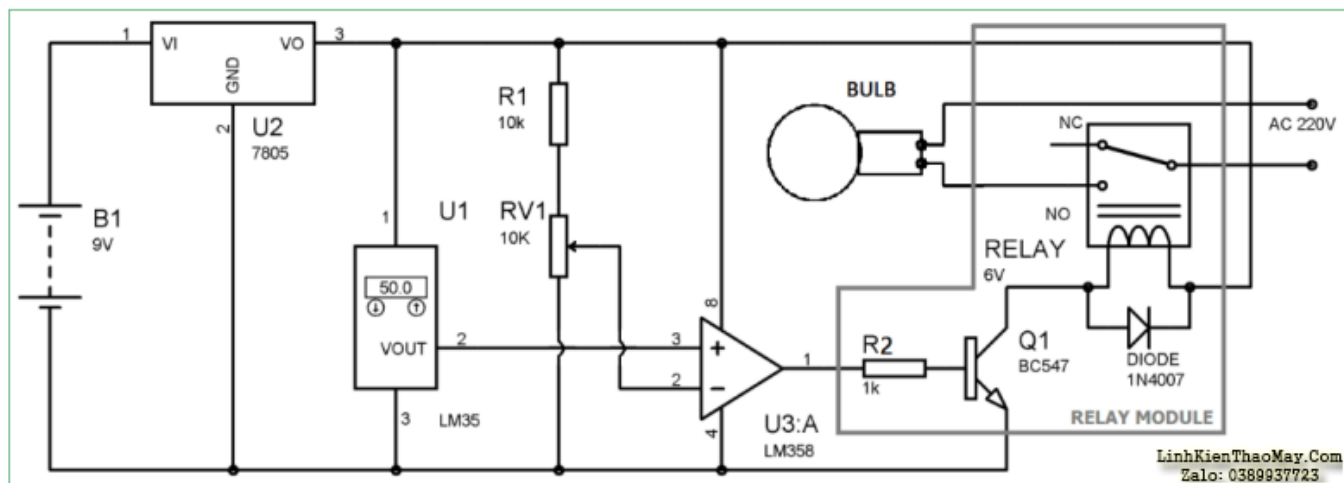 1
VI
VO
3
GND
2
U2
7805
B1
9V
R1
10k
RV1
10K
1
U1
50.0
VOUT
2
3
LM35
3
2
8
4
1
U3:A
LM358
BULB
NC
NO
AC 220V
RELAY
6V
R2
1k
Q1
BC547
DIODE
1N4007
RELAY MODULE
LinhKienThaoMay.Com
Zalo: 0389937723